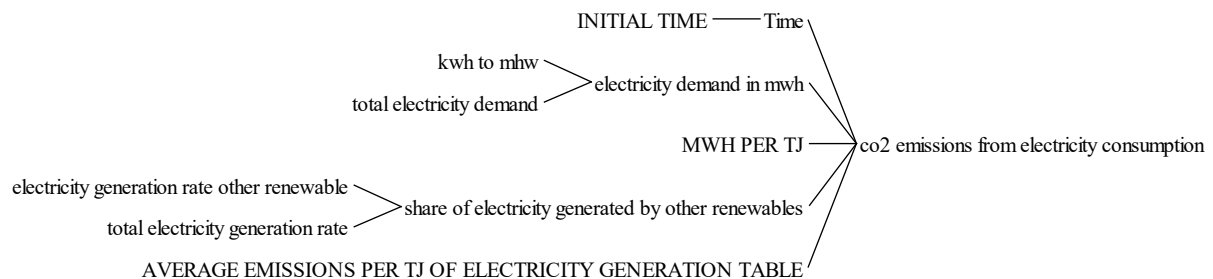 INITIAL TIME
Time
kwh to mhw
electricity demand in mwh
total electricity demand
MWH PER TJ
co2 emissions from electricity consumption
electricity generation rate other renewable
share of electricity generated by other renewables
total electricity generation rate
AVERAGE EMISSIONS PER TJ OF ELECTRICITY GENERATION TABLE